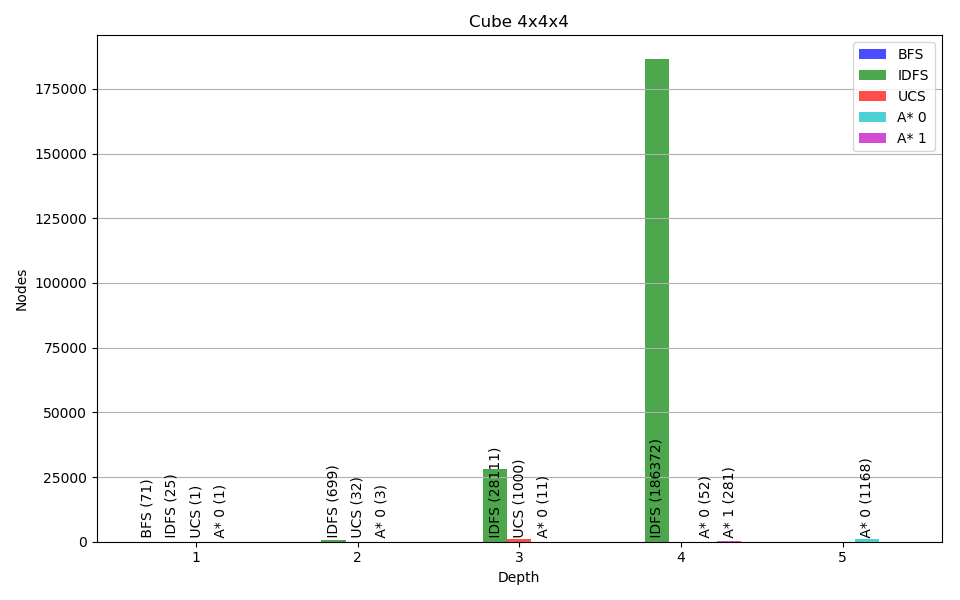 Cube 4x4x4
BFS
IDFS
UCS
A* 0
A* 1
Nodes
175000
150000
125000
100000
75000
50000
25000
0
BFS (71)
IDFS (25)
UCS (1)
A* 0 (1)
IDFS (699)
UCS (32)
A* 0 (3)
IDFS (28111)
UCS (1000)
A* 0 (11)
IDFS (186372)
A* 0 (52)
A* 1 (281)
A* 0 (1168)
1
2
3
4
5
Depth